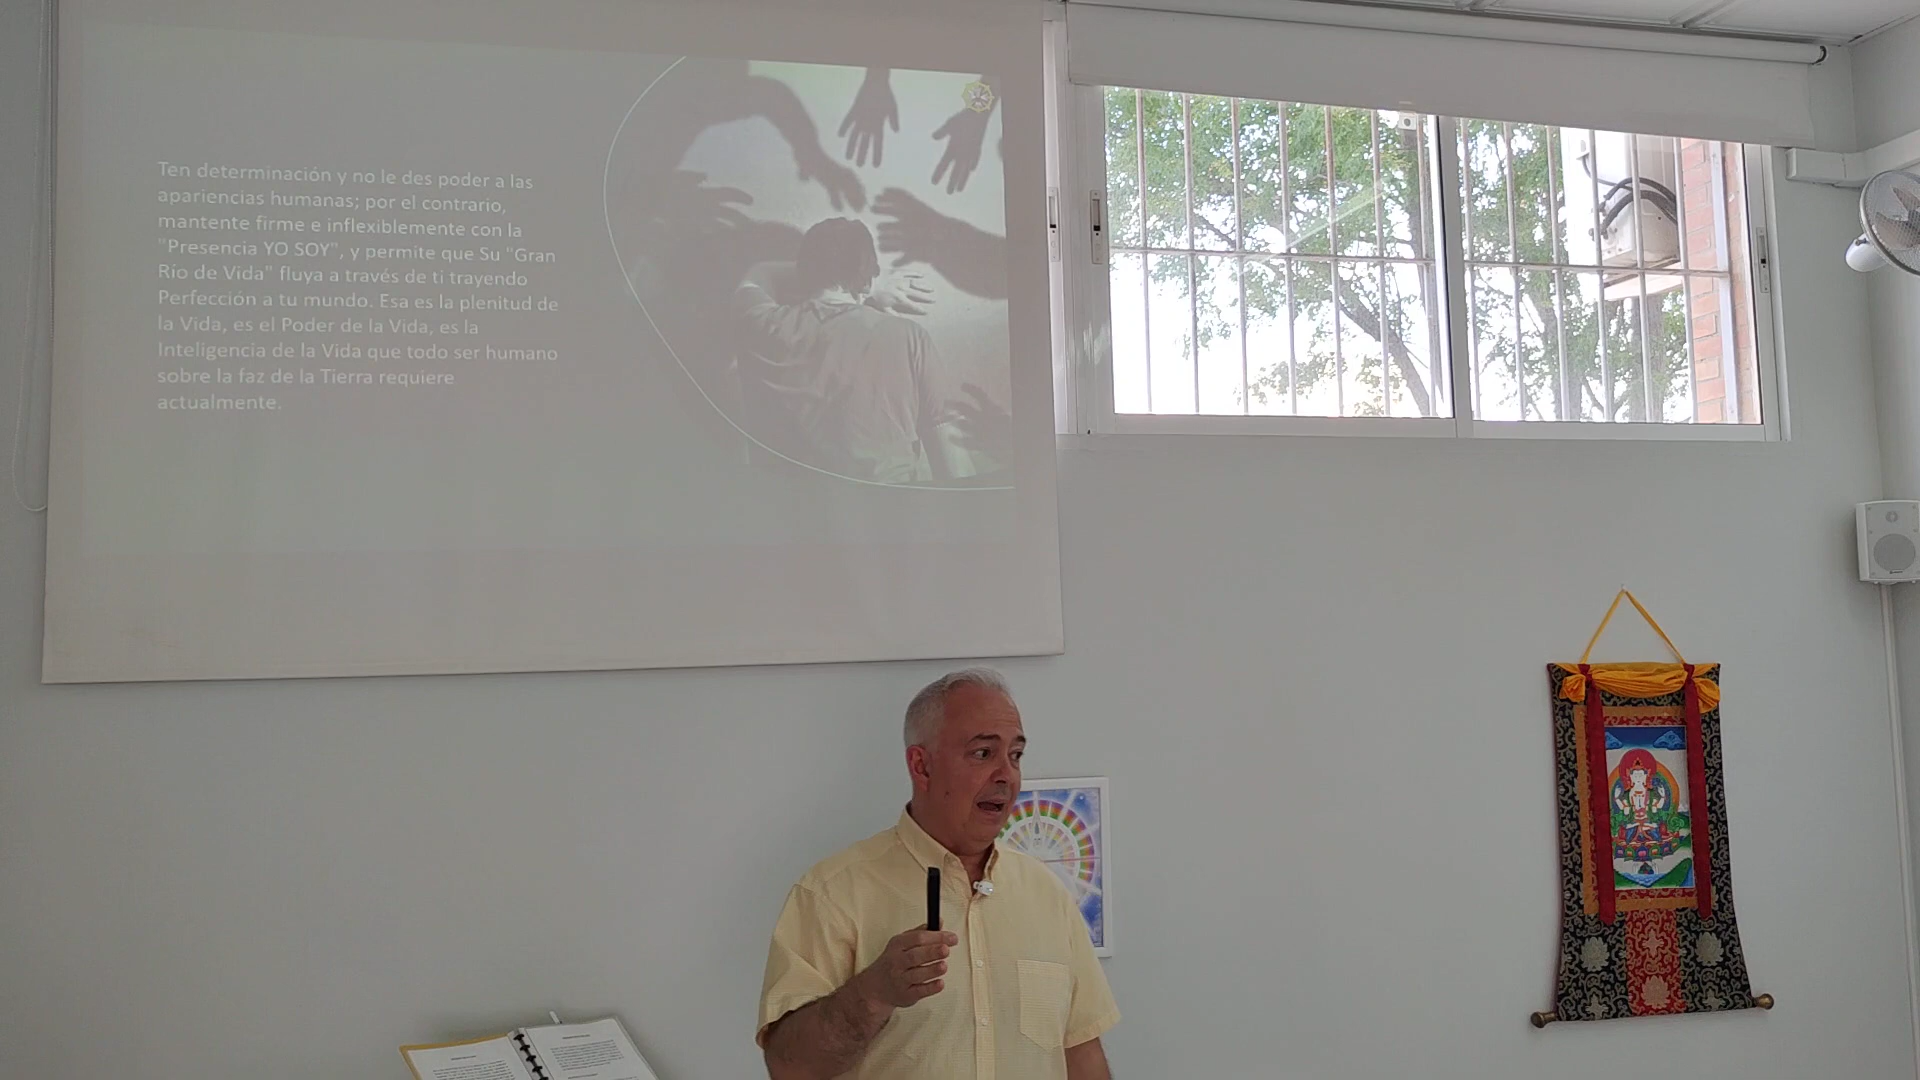 Ten determinación y no le des poder a las
apariencias humanas; por el contrario,
mantente firme e inflexiblemente con la
"Presencia YO SOY", y permite que Su "Gran
Río de Vida" fluya a través de ti trayendo
Perfección a tu mundo. Esa es la plenitud de
la Vida, es el Poder de la Vida, es la
Inteligencia de la Vida que todo ser humano
sobre la faz de la Tierra requiere
actualmente.